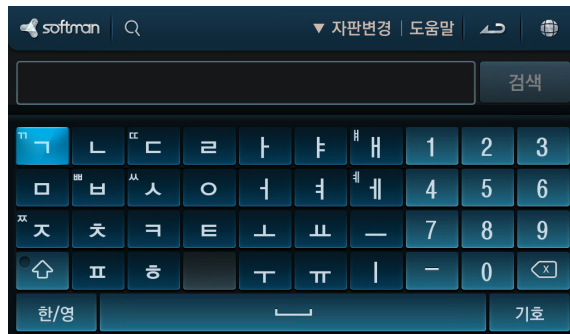 softman ▼ 자판변경 도움말
검색
ㄲ ㄱ ㄴ ㄸ ㄷ ㄹ ㅏ ㅑ ㅒ ㅐ 1 2 3
ㅁ ㅃ ㅂ ㅆ ㅅ ㅇ ㅓ ㅕ ㅖ ㅔ 4 5 6
ㅉ ㅈ ㅊ ㅋ ㅌ ㅗ ㅛ ㅡ 7 8 9
ㅍ ㅎ ㅜ ㅠ ㅣ - 0 X
한/영 기호